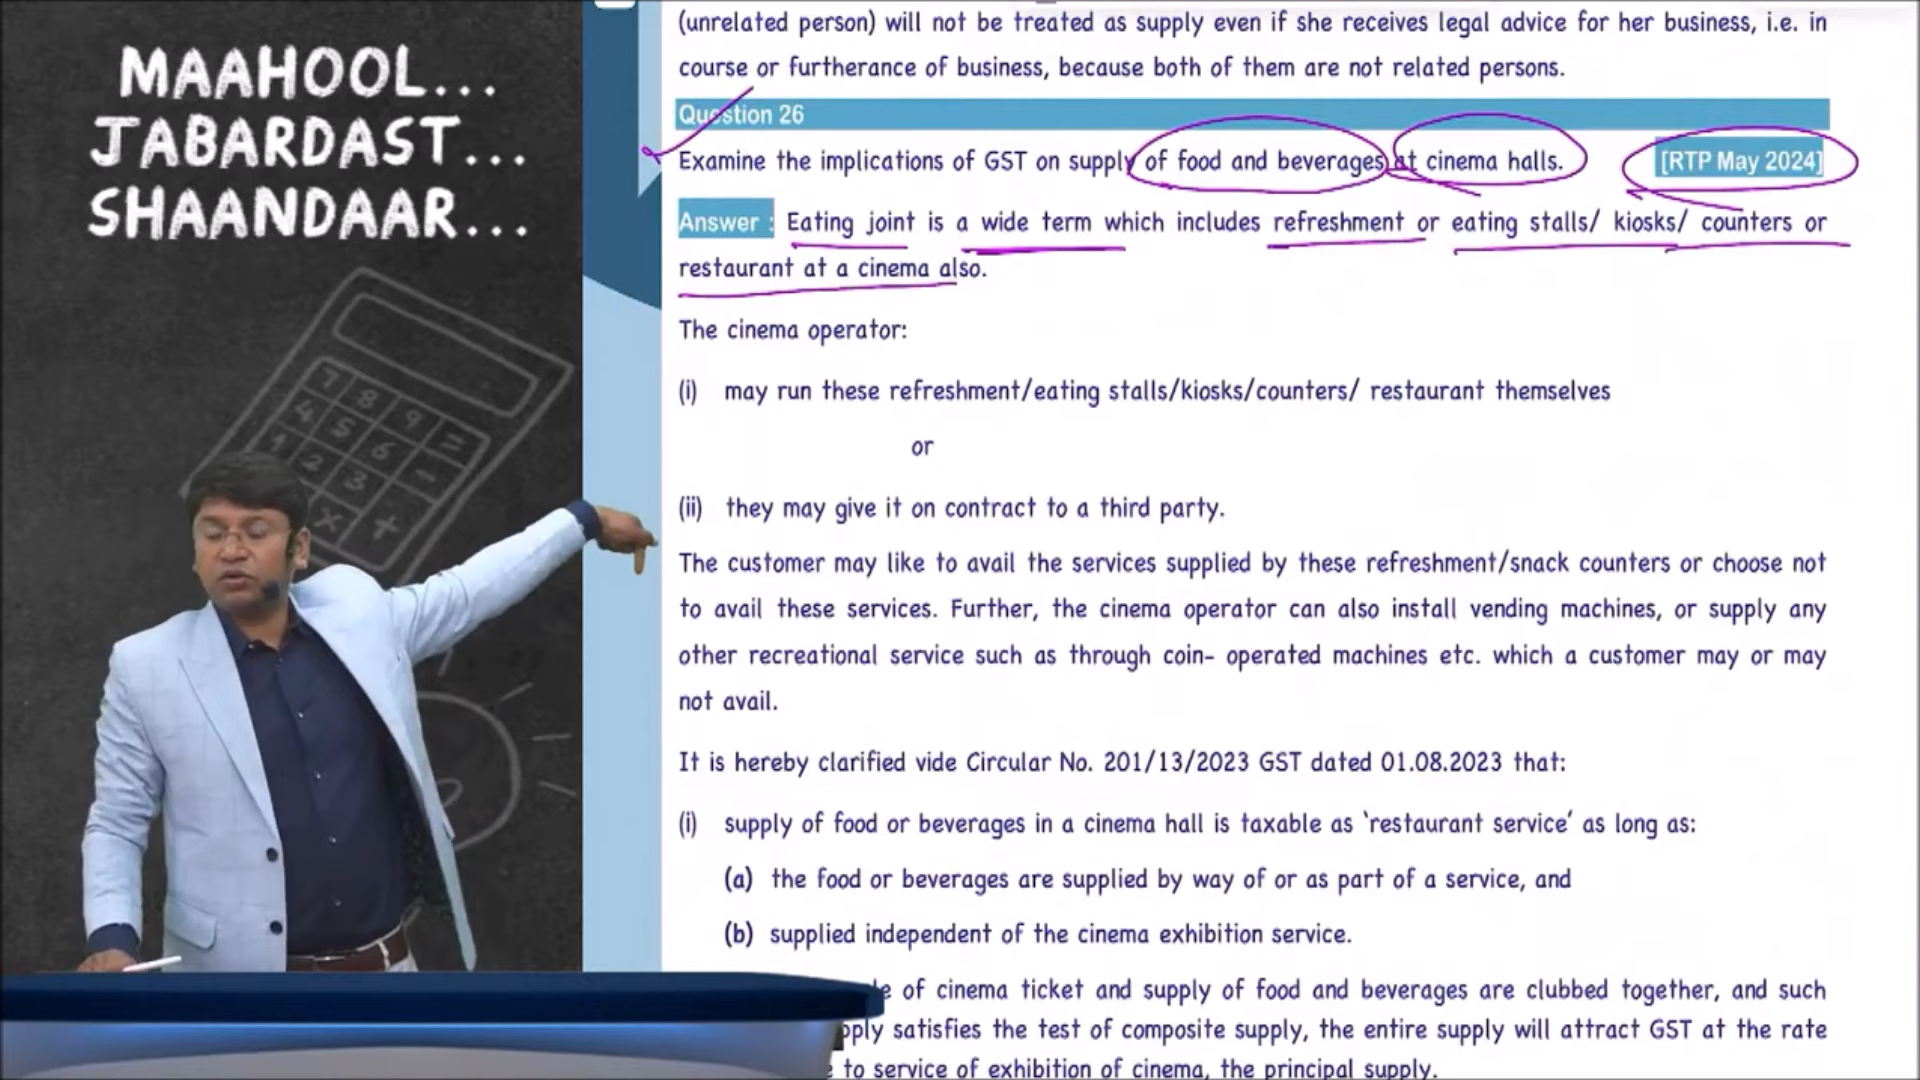 MAAHOOL...
JABARDAST...
SHAANDAAR...
7 8 9 =
4 5 6 -
1 2 3
× +
(unrelated person) will not be treated as supply even if she receives legal advice for her business, i.e. in
course or furtherance of business, because both of them are not related persons.
Question 26
Examine the implications of GST on supply of food and beverages at cinema halls. [RTP May 2024]
Answer : Eating joint is a wide term which includes refreshment or eating stalls/ kiosks/ counters or
restaurant at a cinema also.
The cinema operator:
(i) may run these refreshment/eating stalls/kiosks/counters/ restaurant themselves
or
(ii) they may give it on contract to a third party.
The customer may like to avail the services supplied by these refreshment/snack counters or choose not
to avail these services. Further, the cinema operator can also install vending machines, or supply any
other recreational service such as through coin- operated machines etc. which a customer may or may
not avail.
It is hereby clarified vide Circular No. 201/13/2023 GST dated 01.08.2023 that:
(i) supply of food or beverages in a cinema hall is taxable as ‘restaurant service’ as long as:
(a) the food or beverages are supplied by way of or as part of a service, and
(b) supplied independent of the cinema exhibition service.
of cinema ticket and supply of food and beverages are clubbed together, and such
satisfies the test of composite supply, the entire supply will attract GST at the rate
to service of exhibition of cinema, the principal supply.